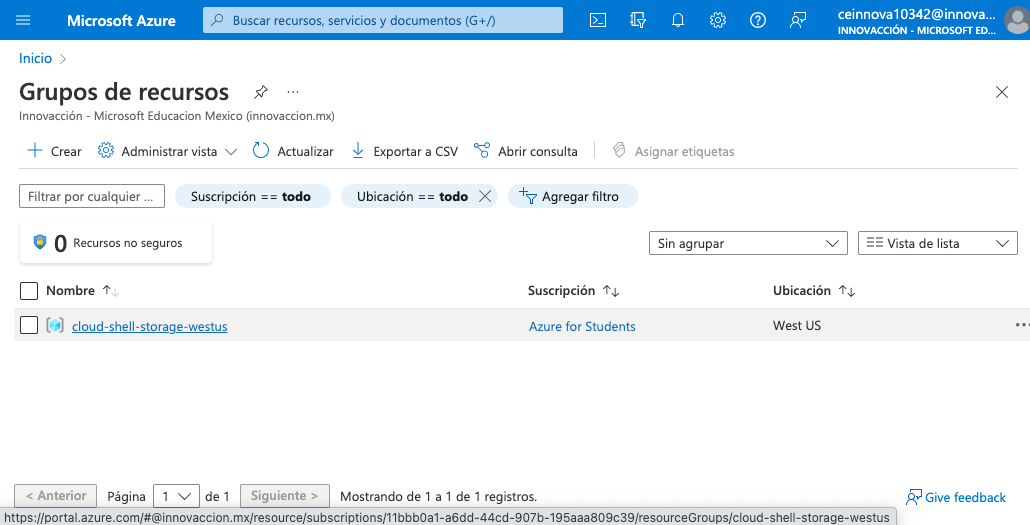 Microsoft Azure
Buscar recursos, servicios y documentos (G+/)
ceinnova10342@innova...
INNOVACCIÓN - MICROSOFT ED...
Inicio
Grupos de recursos
Innovacción - Microsoft Educacion Mexico (innovaccion.mx)
Crear Administrar vista Actualizar Exportar a CSV Abrir consulta Asignar etiquetas
Filtrar por cualquier ... Suscripción == todo Ubicación == todo Agregar filtro
0 Recursos no seguros
Sin agrupar Vista de lista
Nombre Suscripción Ubicación
cloud-shell-storage-westus Azure for Students West US
< Anterior Página 1 de 1 Siguiente > Mostrando de 1 a 1 de 1 registros. Give feedback
https://portal.azure.com/#@innovaccion.mx/resource/subscriptions/11bbb0a1-a6dd-44cd-907b-195aaa809c39/resourceGroups/cloud-shell-storage-westus